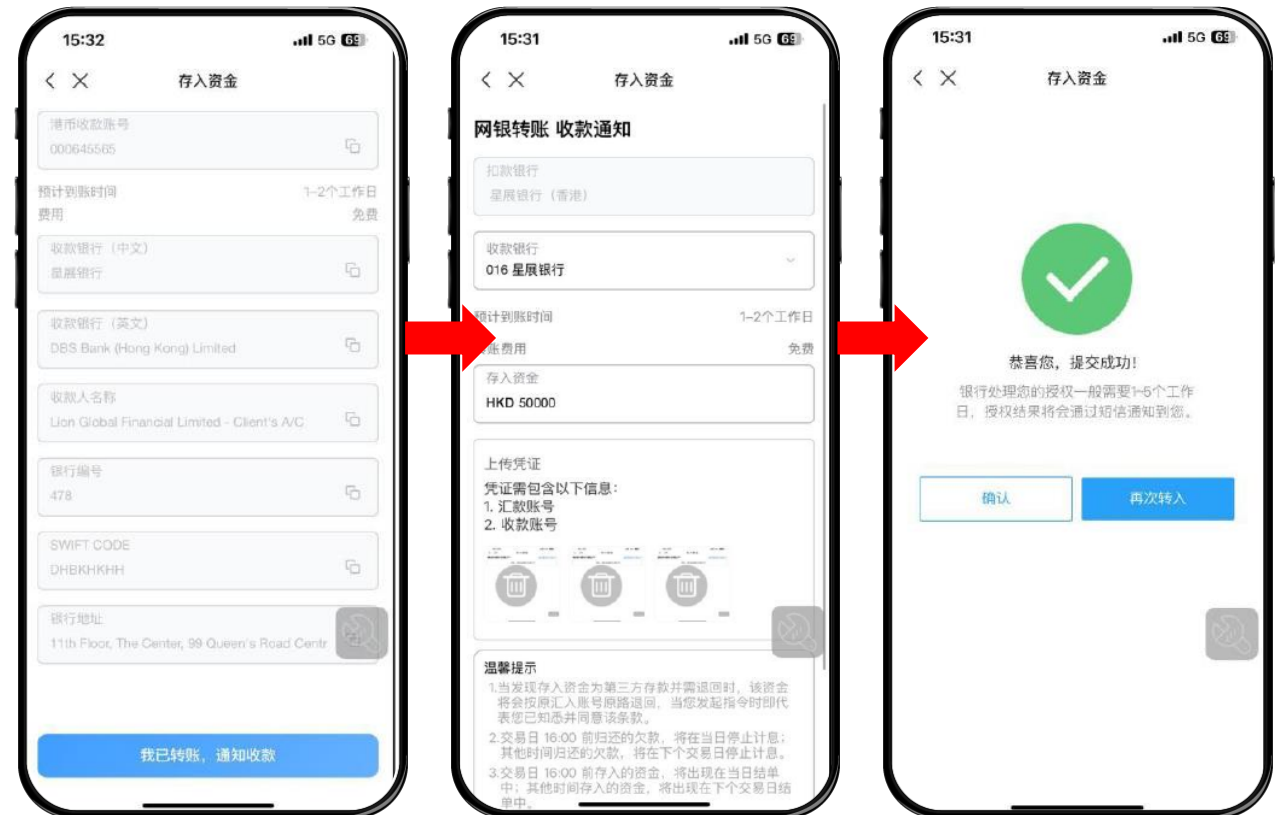 15:32
5G 69
存入资金
港币收款账号
000645565
预计到账时间 1-2个工作日
费用 免费
收款银行（中文）
星展银行
收款银行（英文）
DBS Bank (Hong Kong) Limited
收款人名称
Lion Global Financial Limited - Client's A/C
银行编号
478
SWIFT CODE
DHBKHKHH
银行地址
11th Floor, The Center, 99 Queen's Road Centr
我已转账，通知收款
15:31
5G 69
存入资金
网银转账 收款通知
扣款银行
星展银行（香港）
收款银行
016 星展银行
预计到账时间 1-2个工作日
账费用 免费
存入资金
HKD 50000
上传凭证
凭证需包含以下信息：
1. 汇款账号
2. 收款账号
温馨提示
1.当发现存入资金为第三方存款并需退回时，该资金
将会按原汇入账号原路退回，当您发起指令时即代
表您已知悉并同意该条款。
2.交易日 16:00 前归还的欠款，将在当日停止计息；
其他时间归还的欠款，将在下个交易日停止计息。
3.交易日 16:00 前存入的资金，将出现在当日结单
中；其他时间存入的资金，将出现在下个交易日结
单中。
15:31
5G 69
存入资金
恭喜您，提交成功！
银行处理您的授权一般需要1-5个工作
日，授权结果将会通过短信通知到您。
确认
再次转入